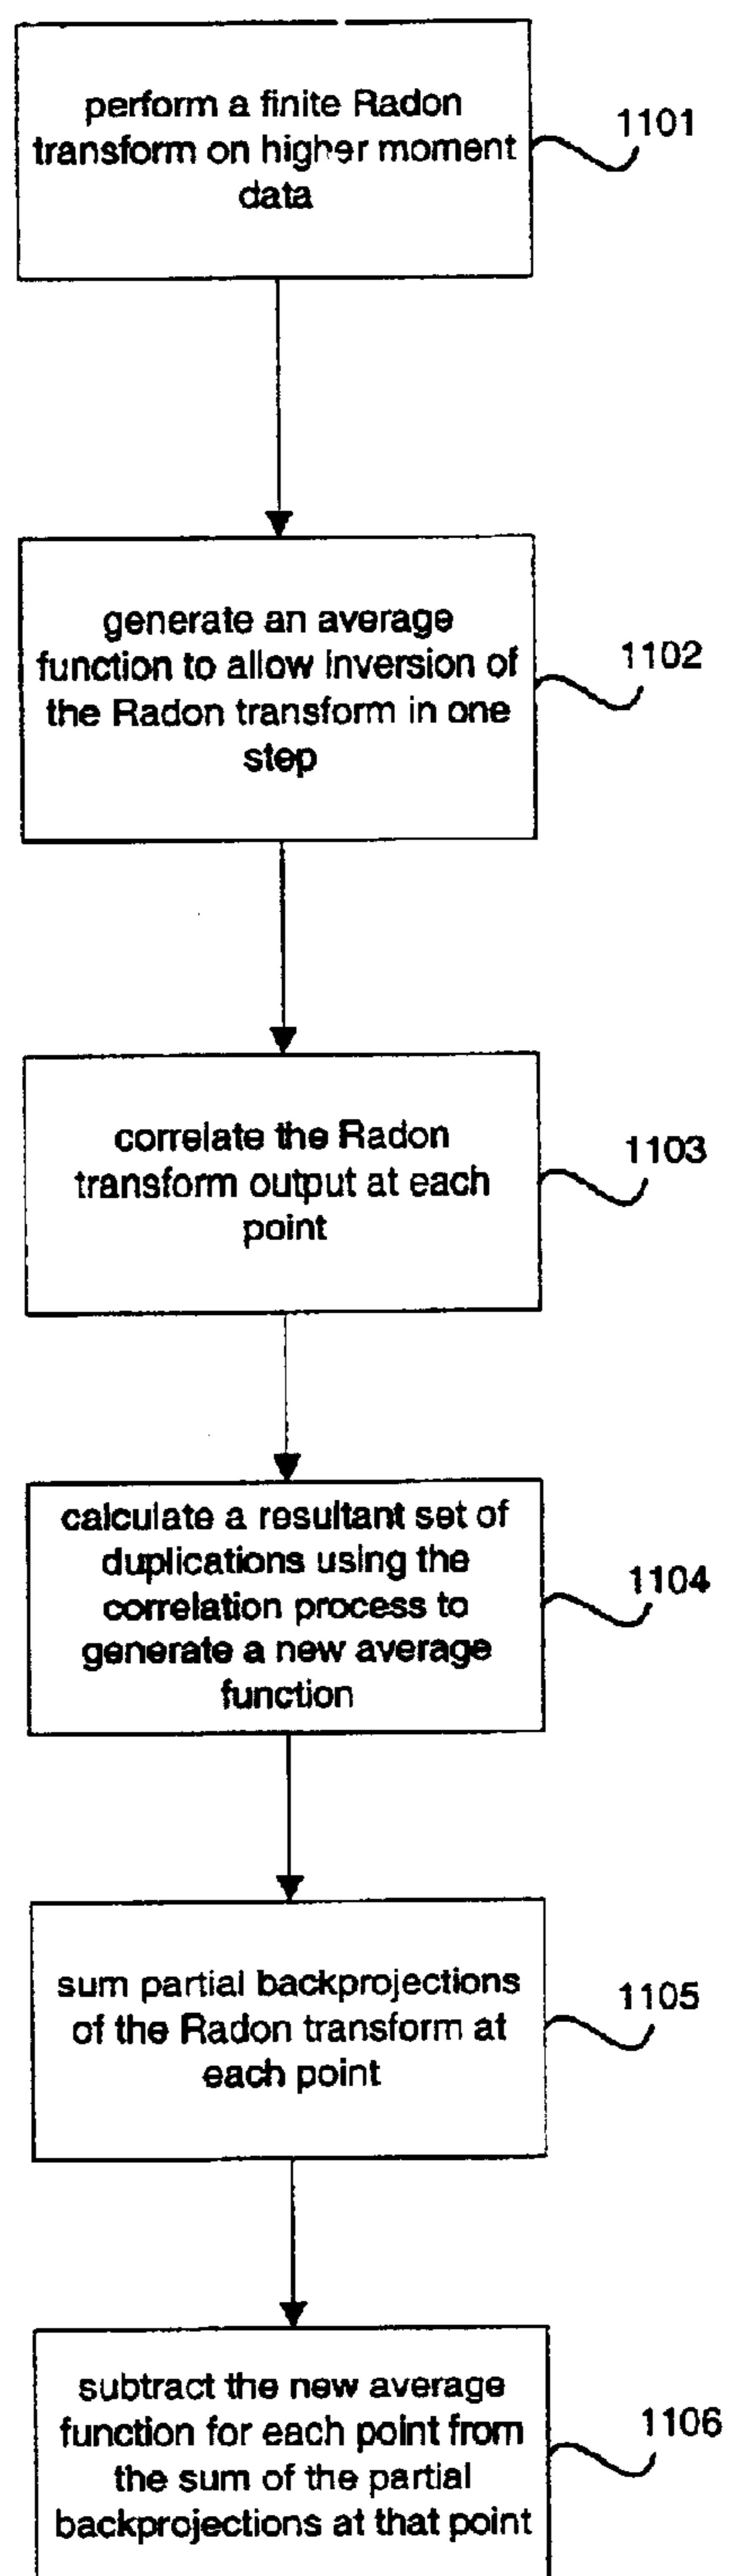 perform a finite Radon
transform on higher moment
data
1101
generate an average
function to allow inversion of
the Radon transform in one
step
1102
correlate the Radon
transform output at each
point
1103
calculate a resultant set of
duplications using the
correlation process to
generate a new average
function
1104
sum partial backprojections
of the Radon transform at
each point
1105
subtract the new average
function for each point from
the sum of the partial
backprojections at that point
1106